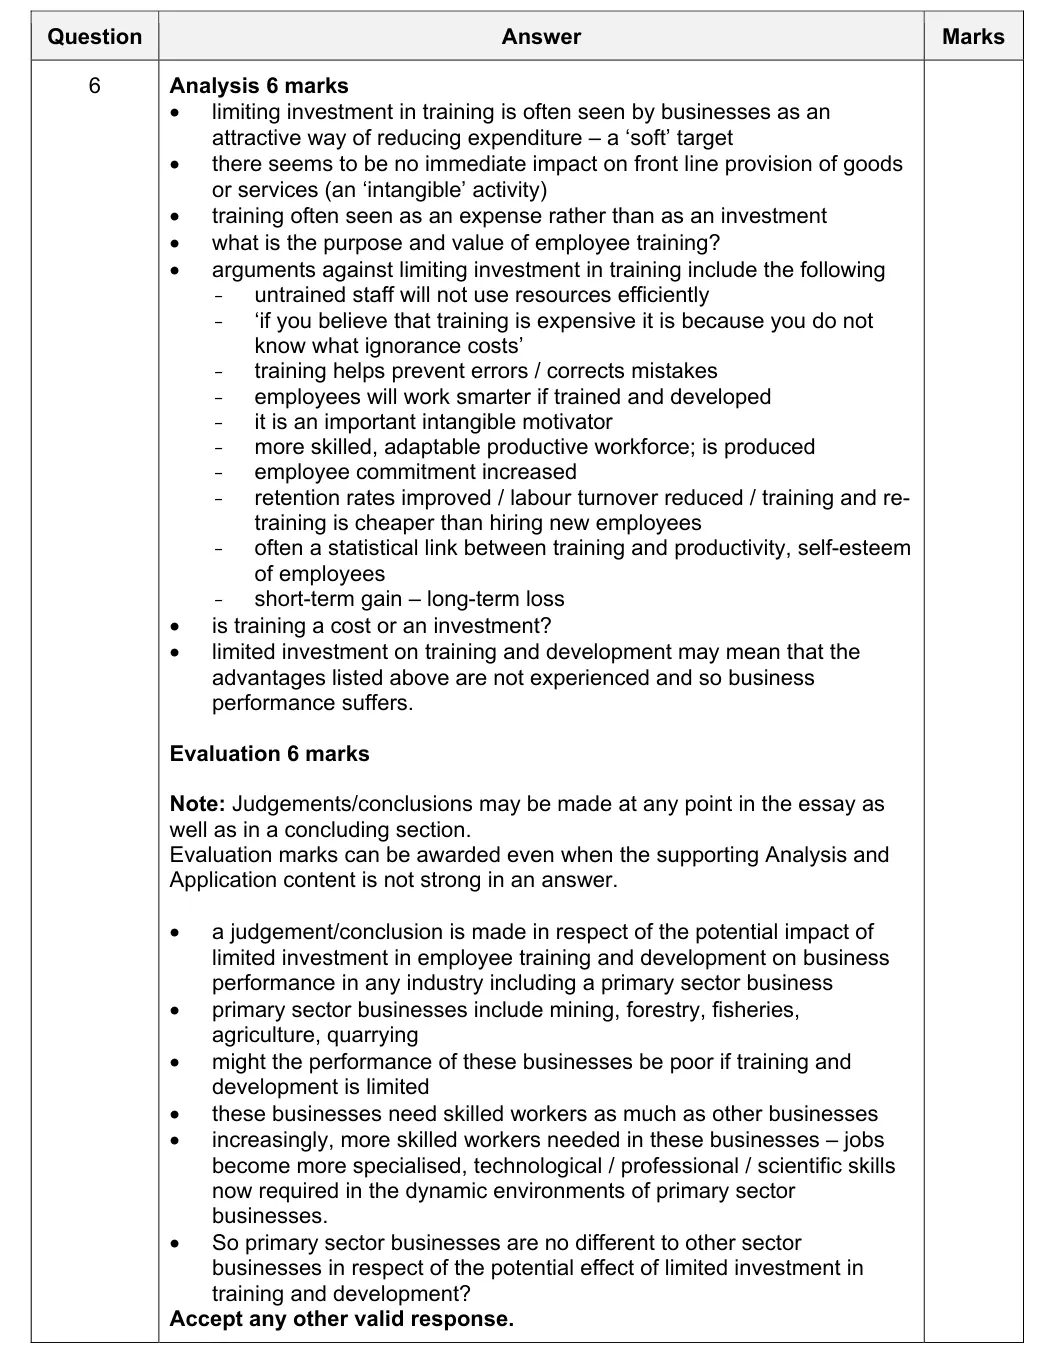 Question Answer Marks
6 Analysis 6 marks
• limiting investment in training is often seen by businesses as an
attractive way of reducing expenditure – a ‘soft’ target
• there seems to be no immediate impact on front line provision of goods
or services (an ‘intangible’ activity)
• training often seen as an expense rather than as an investment
• what is the purpose and value of employee training?
• arguments against limiting investment in training include the following
- untrained staff will not use resources efficiently
- ‘if you believe that training is expensive it is because you do not
know what ignorance costs’
- training helps prevent errors / corrects mistakes
- employees will work smarter if trained and developed
- it is an important intangible motivator
- more skilled, adaptable productive workforce; is produced
- employee commitment increased
- retention rates improved / labour turnover reduced / training and re-
training is cheaper than hiring new employees
- often a statistical link between training and productivity, self-esteem
of employees
- short-term gain – long-term loss
• is training a cost or an investment?
• limited investment on training and development may mean that the
advantages listed above are not experienced and so business
performance suffers.
Evaluation 6 marks
Note: Judgements/conclusions may be made at any point in the essay as
well as in a concluding section.
Evaluation marks can be awarded even when the supporting Analysis and
Application content is not strong in an answer.
• a judgement/conclusion is made in respect of the potential impact of
limited investment in employee training and development on business
performance in any industry including a primary sector business
• primary sector businesses include mining, forestry, fisheries,
agriculture, quarrying
• might the performance of these businesses be poor if training and
development is limited
• these businesses need skilled workers as much as other businesses
• increasingly, more skilled workers needed in these businesses – jobs
become more specialised, technological / professional / scientific skills
now required in the dynamic environments of primary sector
businesses.
• So primary sector businesses are no different to other sector
businesses in respect of the potential effect of limited investment in
training and development?
Accept any other valid response.